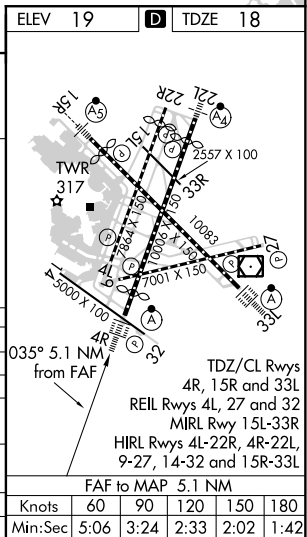 ELEV 19
D
TDZE 18
15R
A5
22R
22L
A4
15L
P
P
P
2557 X 100
33R
TWR
317
P
7864 X 150
10006 X 150
10083
27
P
4L
P
9
7001 X 150
14
5000 X 100
A
33L
A
4R
32
P
035° 5.1 NM
from FAF
TDZ/CL Rwys
4R, 15R and 33L
REIL Rwys 4L, 27 and 32
MIRL Rwy 15L-33R
HIRL Rwys 4L-22R, 4R-22L,
9-27, 14-32 and 15R-33L
FAF to MAP 5.1 NM
Knots 60 90 120 150 180
Min:Sec 5:06 3:24 2:33 2:02 1:42